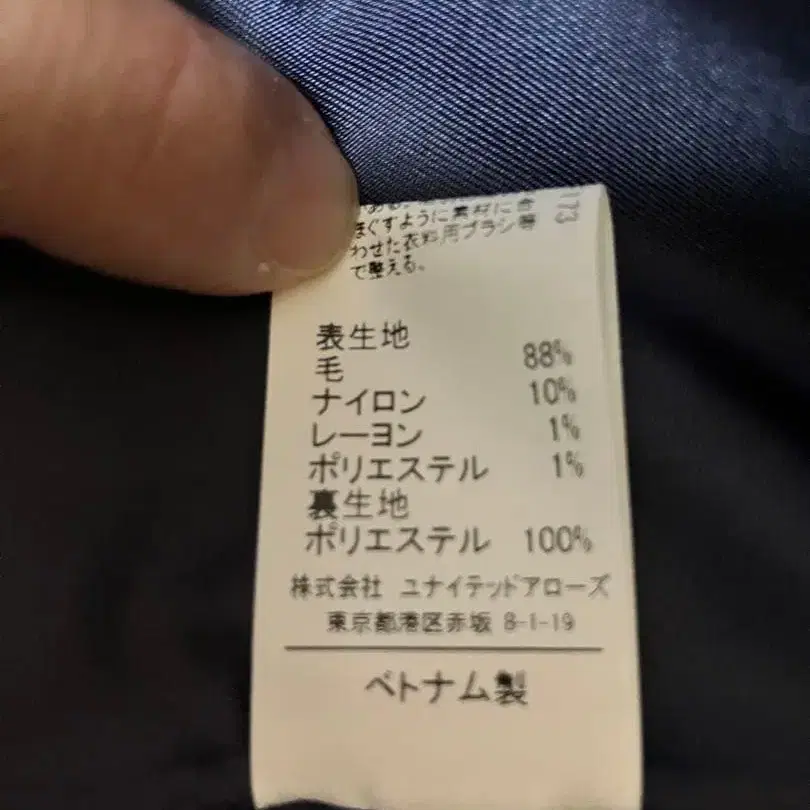 ほぐすように素材に合
わせた衣料用ブラシ等
で整える。
173
表生地
毛 88%
ナイロン 10%
レーヨン 1%
ポリエステル 1%
裏生地
ポリエステル 100%
株式会社 ユナイテッドアローズ
東京都港区赤坂 8-1-19
ベトナム製